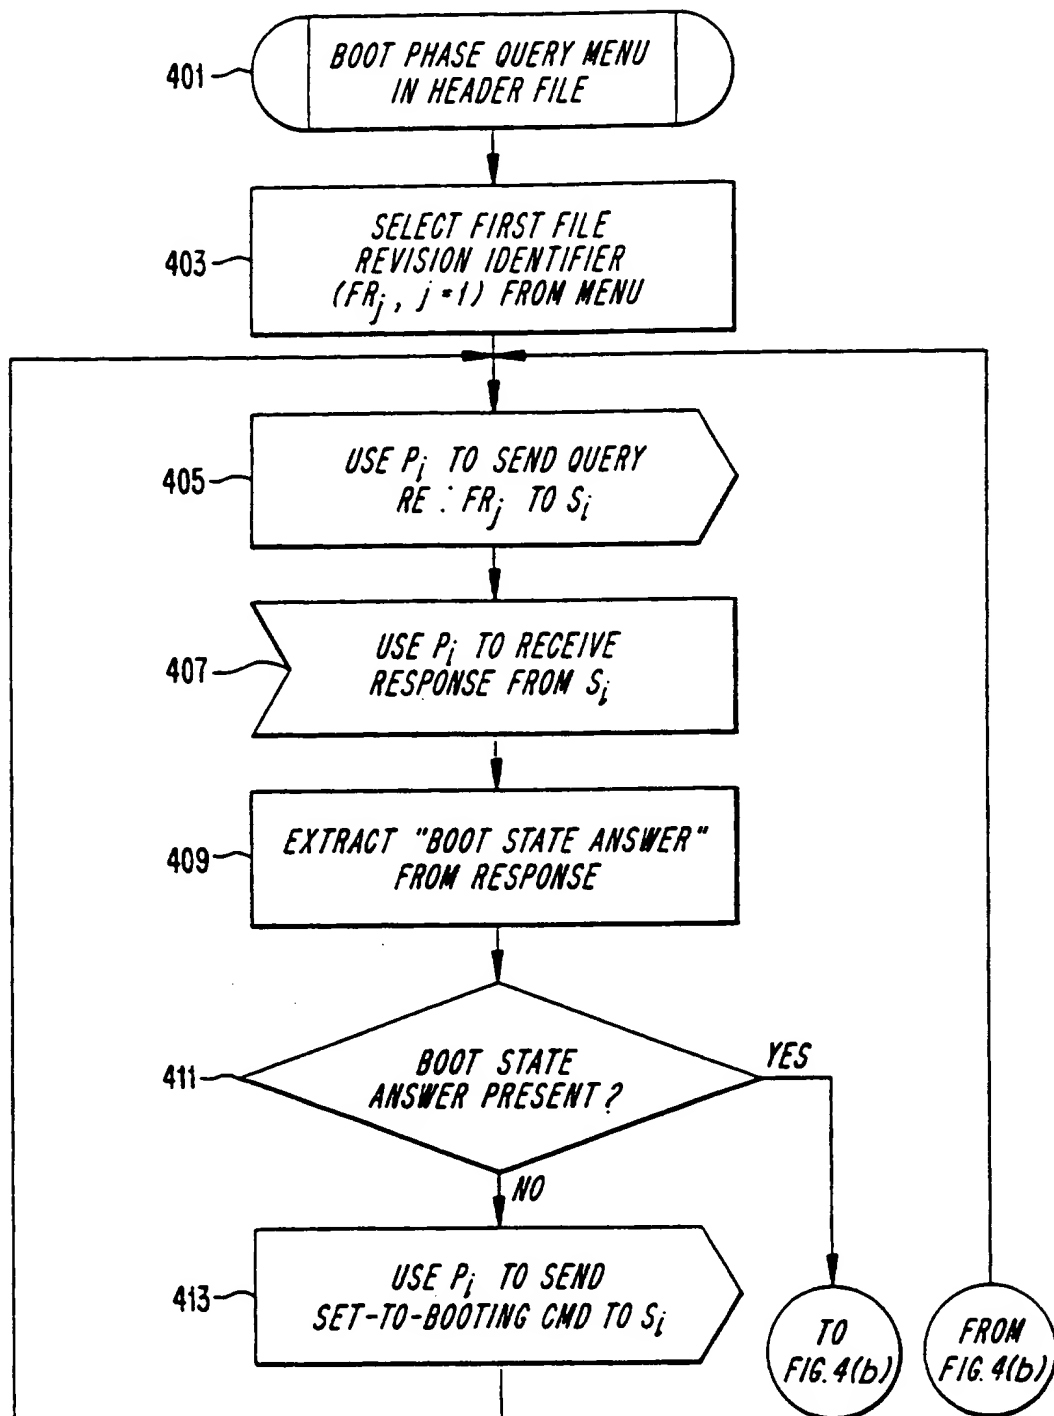 401
BOOT PHASE QUERY MENU
IN HEADER FILE
403
SELECT FIRST FILE
REVISION IDENTIFIER
(FRj, j=1) FROM MENU
405
USE Pi TO SEND QUERY
RE: FRj TO Si
407
USE Pi TO RECEIVE
RESPONSE FROM Si
409
EXTRACT "BOOT STATE ANSWER"
FROM RESPONSE
411
BOOT STATE
ANSWER PRESENT?
YES
NO
413
USE Pi TO SEND
SET-TO-BOOTING CMD TO Si
TO
FIG. 4(b)
FROM
FIG. 4(b)